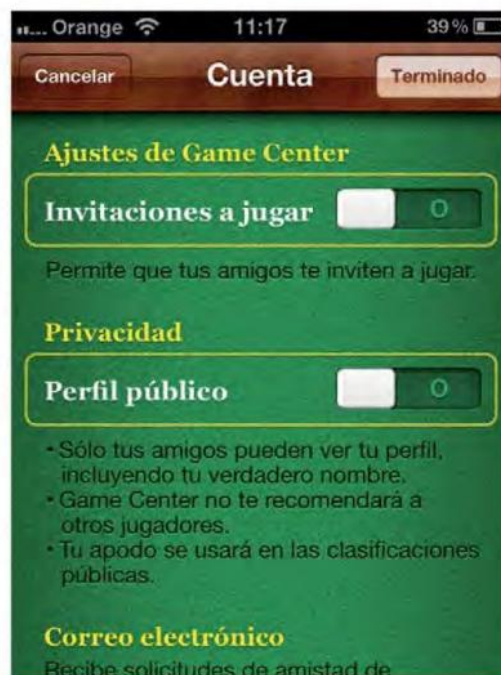 ... Orange 11:17 39 %
Cancelar Cuenta Terminado
Ajustes de Game Center
Invitaciones a jugar O
Permite que tus amigos te inviten a jugar.
Privacidad
Perfil público O
• Sólo tus amigos pueden ver tu perfil,
incluyendo tu verdadero nombre.
• Game Center no te recomendará a
otros jugadores.
• Tu apodo se usará en las clasificaciones
públicas.
Correo electrónico
Recibe solicitudes de amistad de